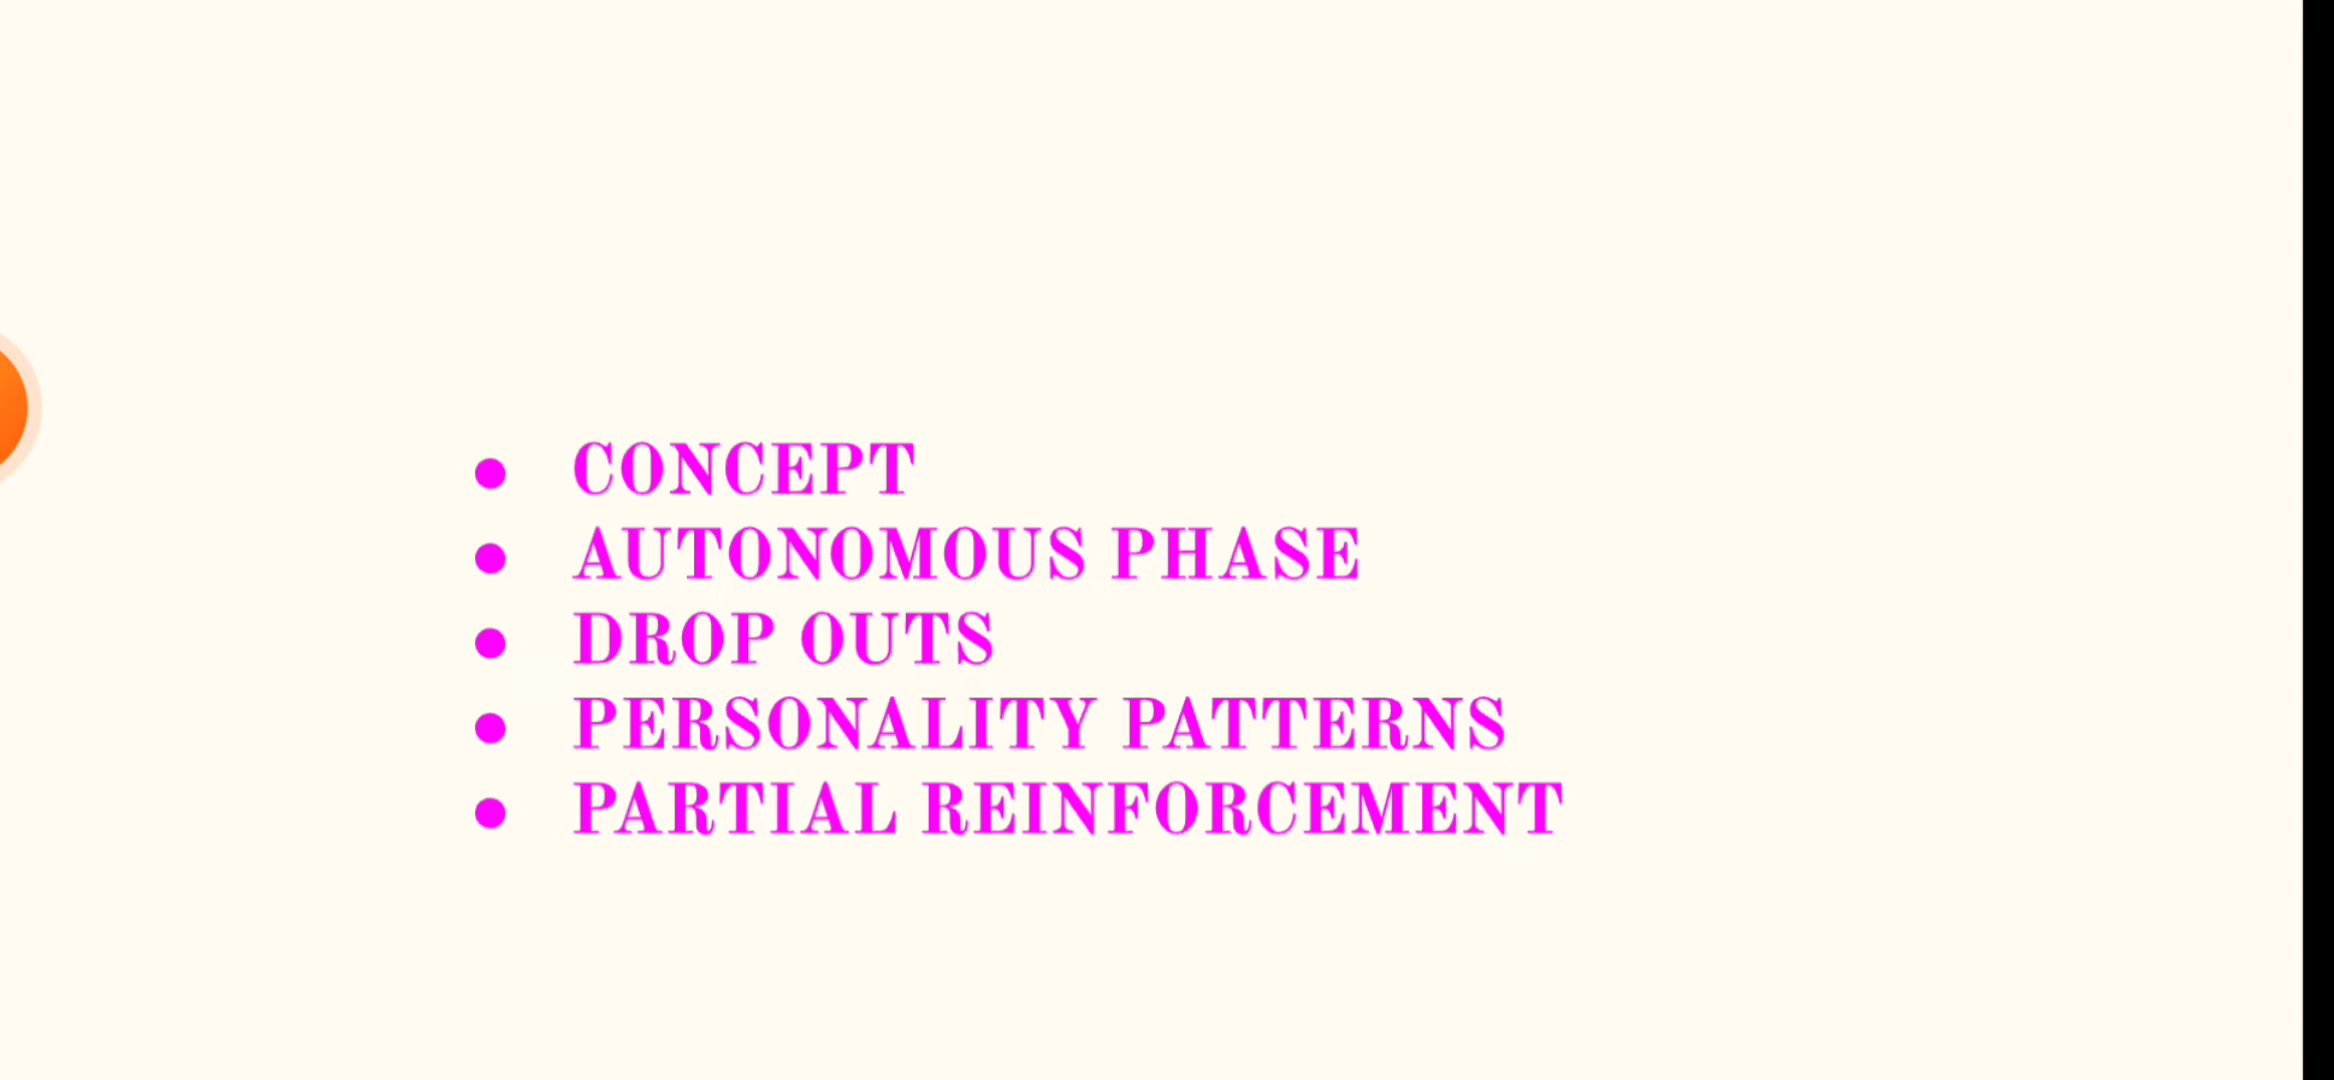 • CONCEPT
• AUTONOMOUS PHASE
• DROP OUTS
• PERSONALITY PATTERNS
• PARTIAL REINFORCEMENT